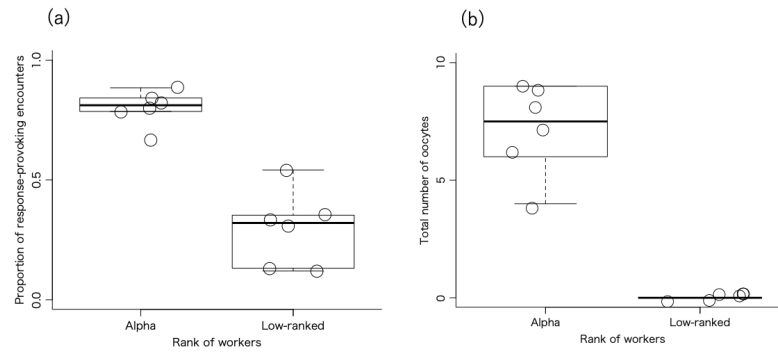 (a)
Proportion of response-provoking encounters
1.0
0.5
0.0
Alpha
Low-ranked
Rank of workers
(b)
Total number of oocytes
10
5
0
Alpha
Low-ranked
Rank of workers